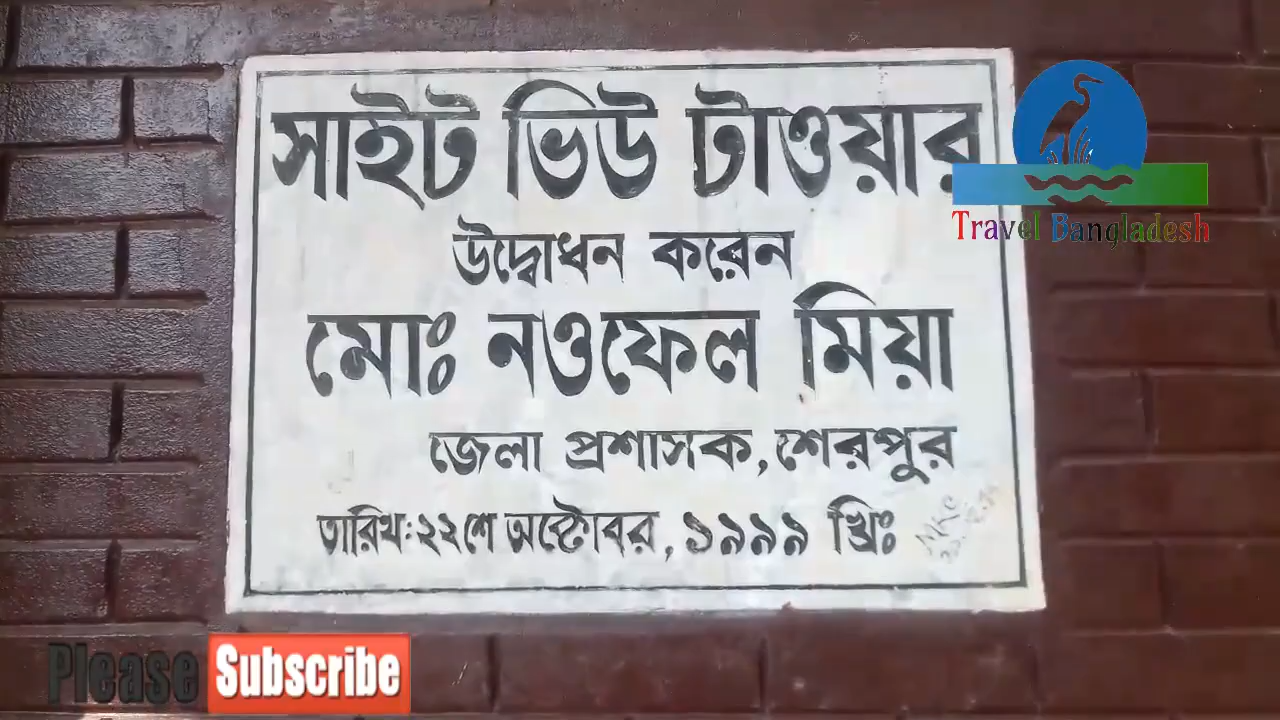 সাইট ভিউ টাওয়ার
উদ্বোধন করেন
মোঃ নওফেল মিয়া
জেলা প্রশাসক, শেরপুর
তারিখঃ ২২শে অক্টোবর, ১৯৯৯ খ্রিঃ
Travel Bangladesh
Please Subscribe